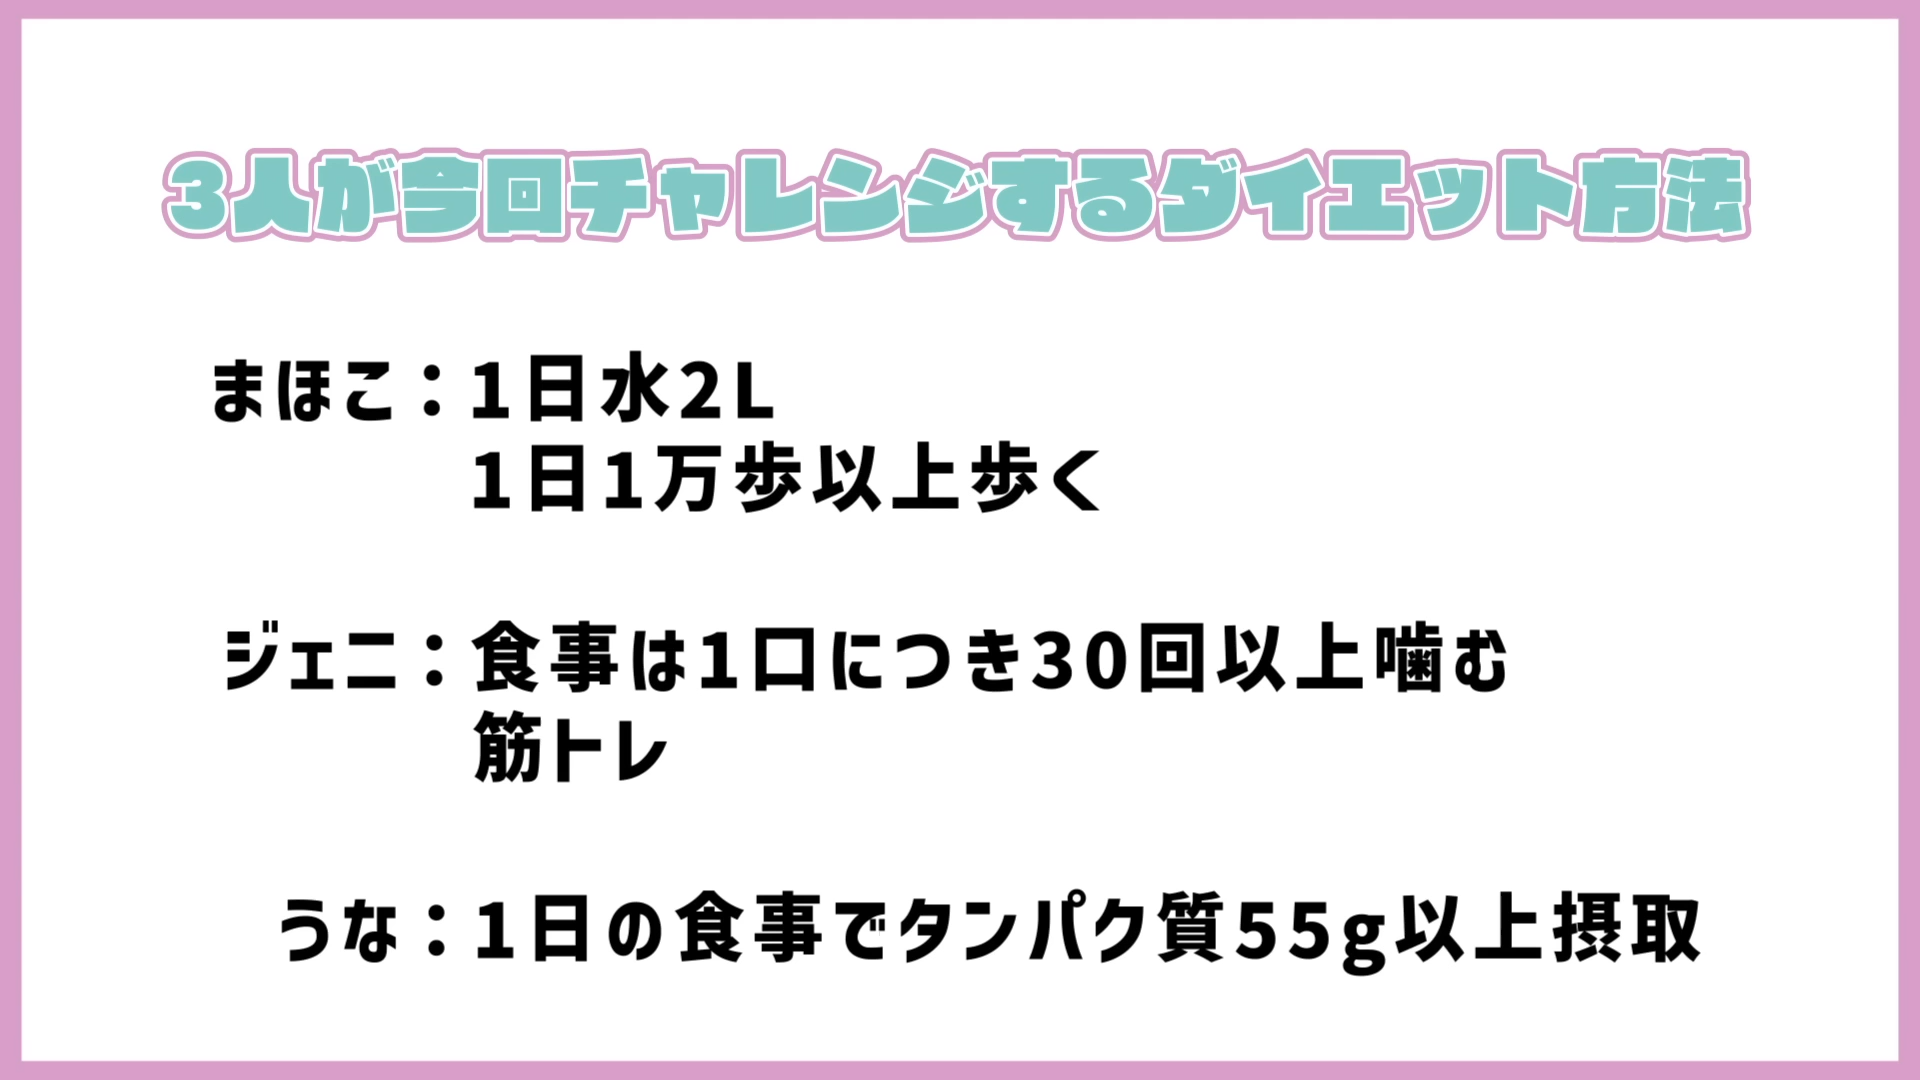 3人が今回チャレンジするダイエット方法
まほこ：1日水2L
1日1万歩以上歩く
ジェニ：食事は1口につき30回以上噛む
筋トレ
うな：1日の食事でタンパク質55g以上摂取